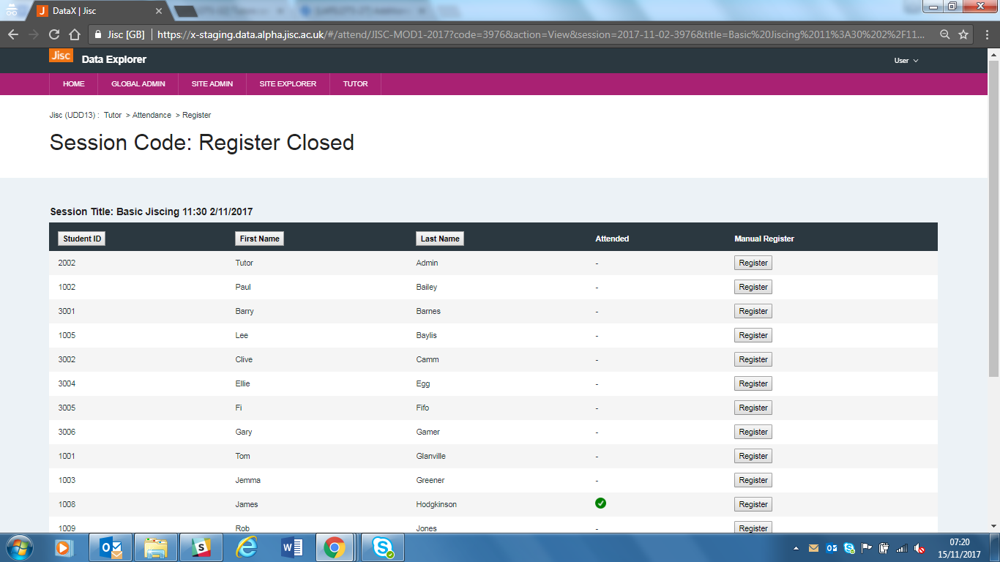 DataX | Jisc
Jisc [GB] | https://x-staging.data.alpha.jisc.ac.uk/#/attend/JISC-MOD1-2017?code=3976&action=View&session=2017-11-02-3976&title=Basic%20Jiscing%2011%3A30%202%2F11...
Jisc Data Explorer User
HOME GLOBAL ADMIN SITE ADMIN SITE EXPLORER TUTOR
Jisc (UDD13) : Tutor > Attendance > Register
Session Code: Register Closed
Session Title: Basic Jiscing 11:30 2/11/2017
Student ID First Name Last Name Attended Manual Register
2002 Tutor Admin - Register
1002 Paul Bailey - Register
3001 Barry Barnes - Register
1005 Lee Baylis - Register
3002 Clive Camm - Register
3004 Ellie Egg - Register
3005 Fi Fifo - Register
3006 Gary Gamer - Register
1001 Tom Glanville - Register
1003 Jemma Greener - Register
1008 James Hodgkinson Register
1009 Rob Jones - Register
07:20
15/11/2017